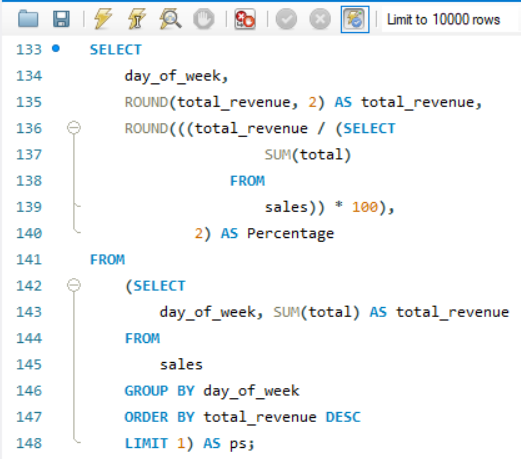 Limit to 10000 rows
133 SELECT
134 day_of_week,
135 ROUND(total_revenue, 2) AS total_revenue,
136 ROUND(((total_revenue / (SELECT
137 SUM(total)
138 FROM
139 sales)) * 100),
140 2) AS Percentage
141 FROM
142 (SELECT
143 day_of_week, SUM(total) AS total_revenue
144 FROM
145 sales
146 GROUP BY day_of_week
147 ORDER BY total_revenue DESC
148 LIMIT 1) AS ps;